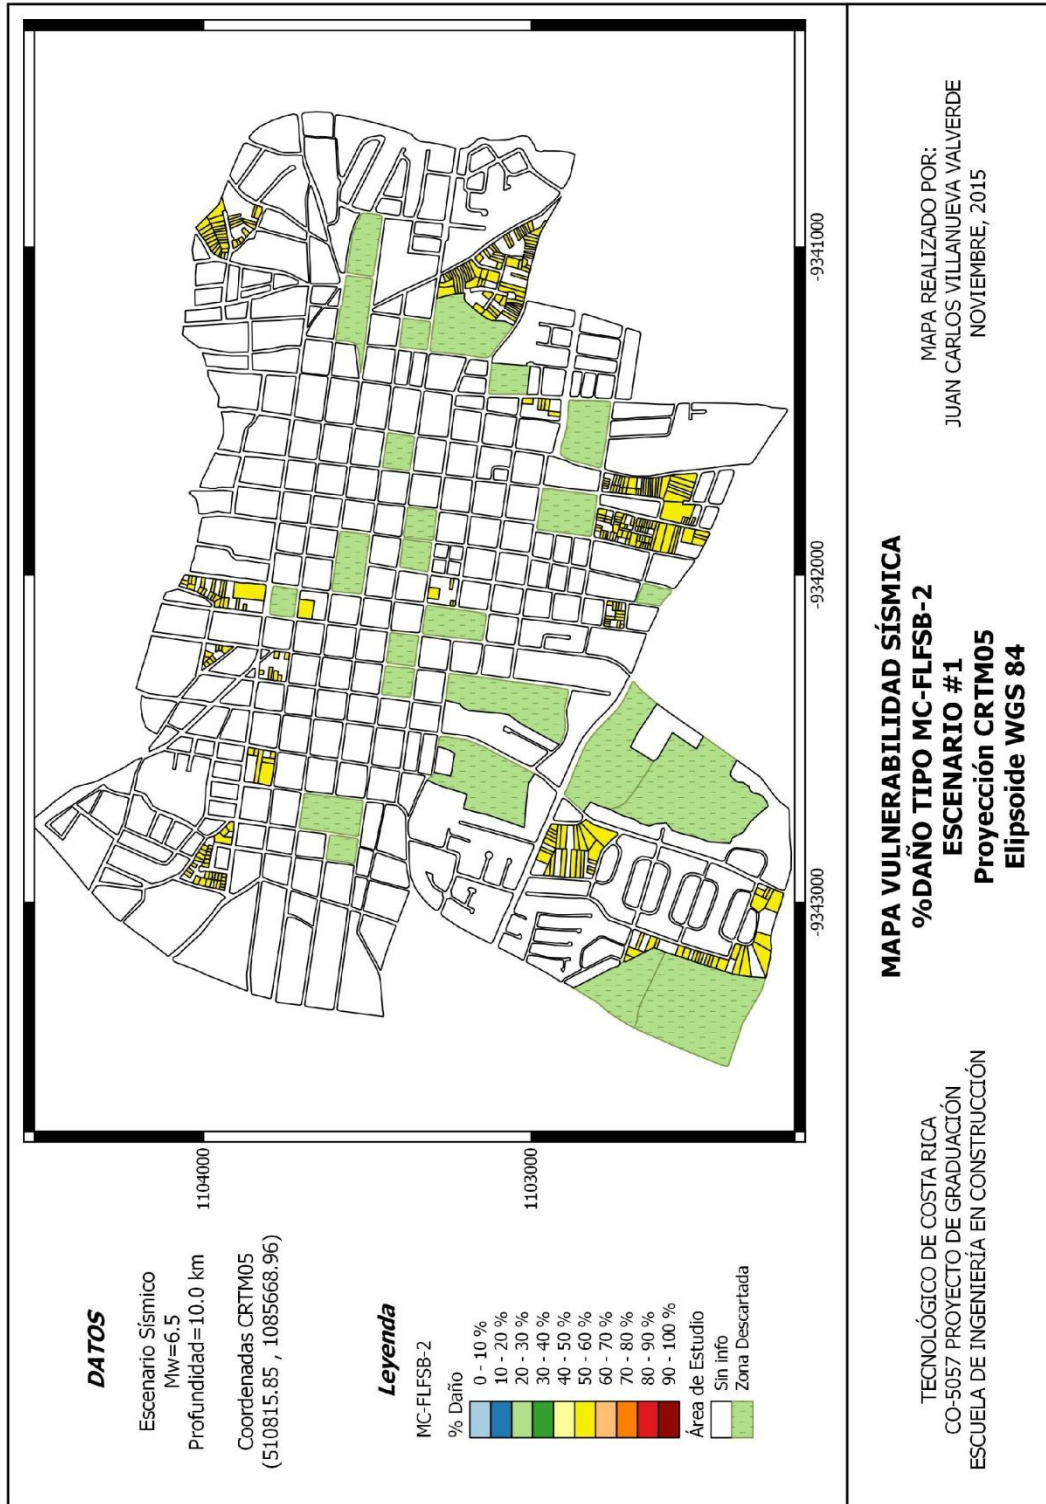 DATOS
Escenario Sísmico
Mw=6.5
Profundidad=10.0 km
Coordenadas CRTM05
(510815.85 , 1085668.96)
Leyenda
MC-FLFSB-2
% Daño
0 - 10 %
10 - 20 %
20 - 30 %
30 - 40 %
40 - 50 %
50 - 60 %
60 - 70 %
70 - 80 %
80 - 90 %
90 - 100 %
Área de Estudio
Sin info
Zona Descartada
1104000
1103000
-9343000
-9342000
-9341000
TECNOLÓGICO DE COSTA RICA
CO-5057 PROYECTO DE GRADUACIÓN
ESCUELA DE INGENIERÍA EN CONSTRUCCIÓN
MAPA VULNERABILIDAD SÍSMICA
%DAÑO TIPO MC-FLFSB-2
ESCENARIO #1
Proyección CRTM05
Elipsoide WGS 84
MAPA REALIZADO POR:
JUAN CARLOS VILLANUEVA VALVERDE
NOVIEMBRE, 2015